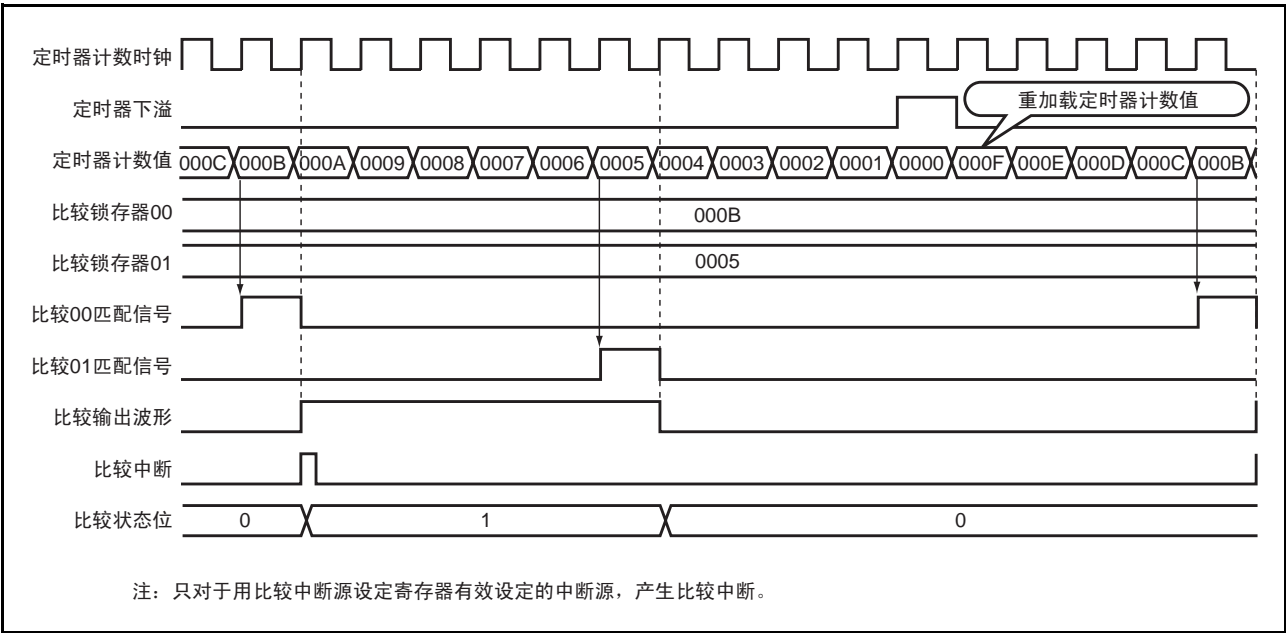 定时器计数时钟
定时器下溢
重加载定时器计数值
定时器计数值 000C 000B 000A 0009 0008 0007 0006 0005 0004 0003 0002 0001 0000 000F 000E 000D 000C 000B
比较锁存器00 000B
比较锁存器01 0005
比较00匹配信号
比较01匹配信号
比较输出波形
比较中断
比较状态位 0 1 0
注：只对于用比较中断源设定寄存器有效设定的中断源，产生比较中断。